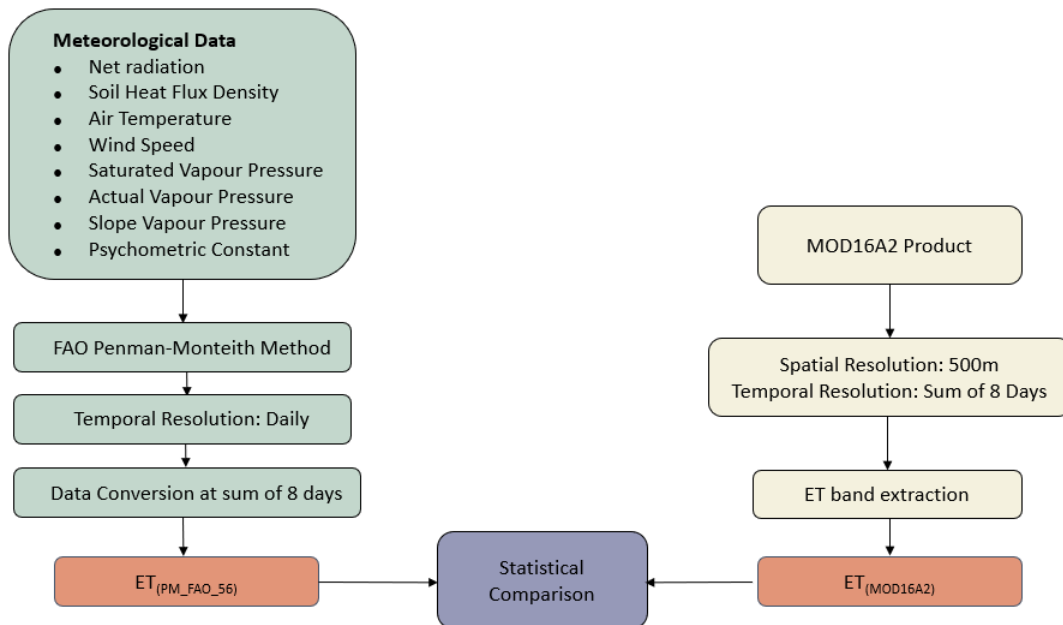 Meteorological Data
• Net radiation
• Soil Heat Flux Density
• Air Temperature
• Wind Speed
• Saturated Vapour Pressure
• Actual Vapour Pressure
• Slope Vapour Pressure
• Psychometric Constant
FAO Penman-Monteith Method
Temporal Resolution: Daily
Data Conversion at sum of 8 days
ET(PM_FAO_56)
Statistical
Comparison
MOD16A2 Product
Spatial Resolution: 500m
Temporal Resolution: Sum of 8 Days
ET band extraction
ET(MOD16A2)